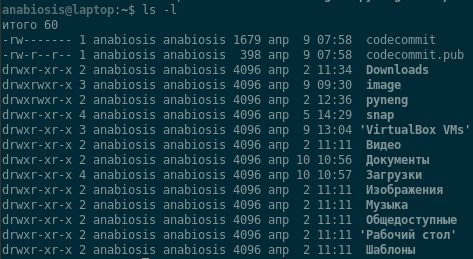 anabiosis@laptop:~$ ls -l
итого 60
-rw------- 1 anabiosis anabiosis 1679 апр  9 07:58  codecommit
-rw-r--r-- 1 anabiosis anabiosis  398 апр  9 07:58  codecommit.pub
drwxr-xr-x 2 anabiosis anabiosis 4096 апр  2 11:34  Downloads
drwxrwxr-x 3 anabiosis anabiosis 4096 апр  9 09:30  image
drwxrwxr-x 2 anabiosis anabiosis 4096 апр  2 12:36  pyneng
drwxr-xr-x 4 anabiosis anabiosis 4096 апр  5 14:29  snap
drwxr-xr-x 3 anabiosis anabiosis 4096 апр  9 13:04 'VirtualBox VMs'
drwxr-xr-x 2 anabiosis anabiosis 4096 апр  2 11:11  Видео
drwxr-xr-x 2 anabiosis anabiosis 4096 апр 10 10:56  Документы
drwxr-xr-x 4 anabiosis anabiosis 4096 апр 10 10:57  Загрузки
drwxr-xr-x 2 anabiosis anabiosis 4096 апр  2 11:11  Изображения
drwxr-xr-x 2 anabiosis anabiosis 4096 апр  2 11:11  Музыка
drwxr-xr-x 2 anabiosis anabiosis 4096 апр  2 11:11  Общедоступные
drwxr-xr-x 2 anabiosis anabiosis 4096 апр  2 11:11 'Рабочий стол'
drwxr-xr-x 2 anabiosis anabiosis 4096 апр  2 11:11  Шаблоны